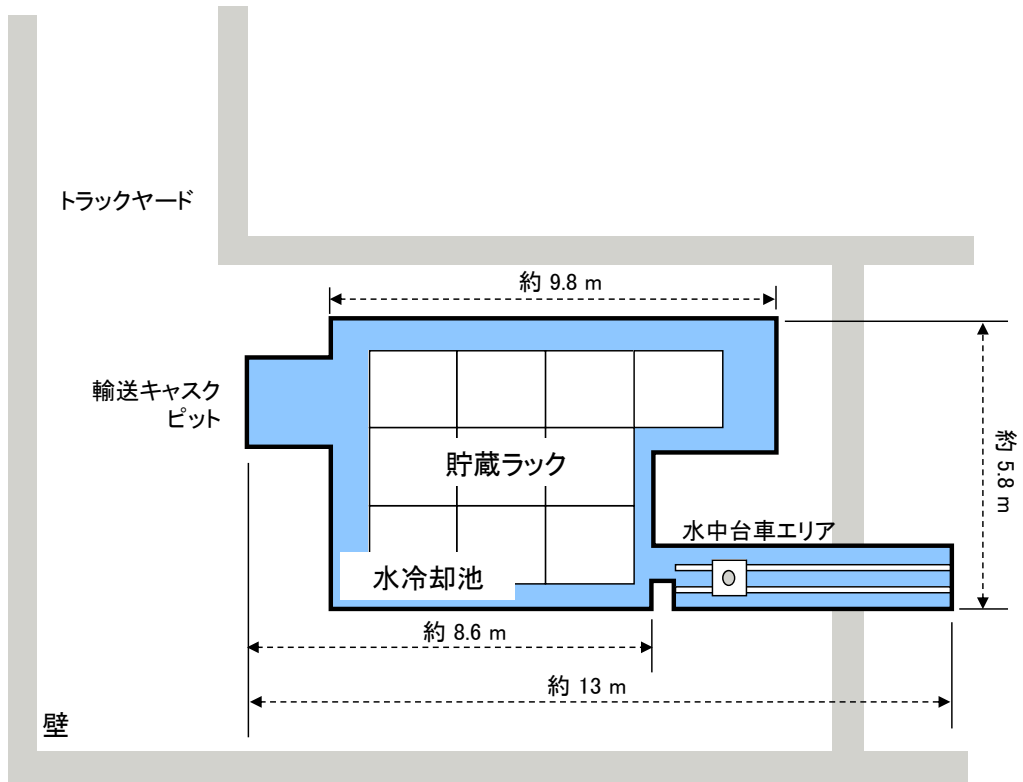 トラックヤード
約 9.8 m
輸送キャスク
ピット
貯蔵ラック
約 5.8 m
水中台車エリア
水冷却池
約 8.6 m
約 13 m
壁